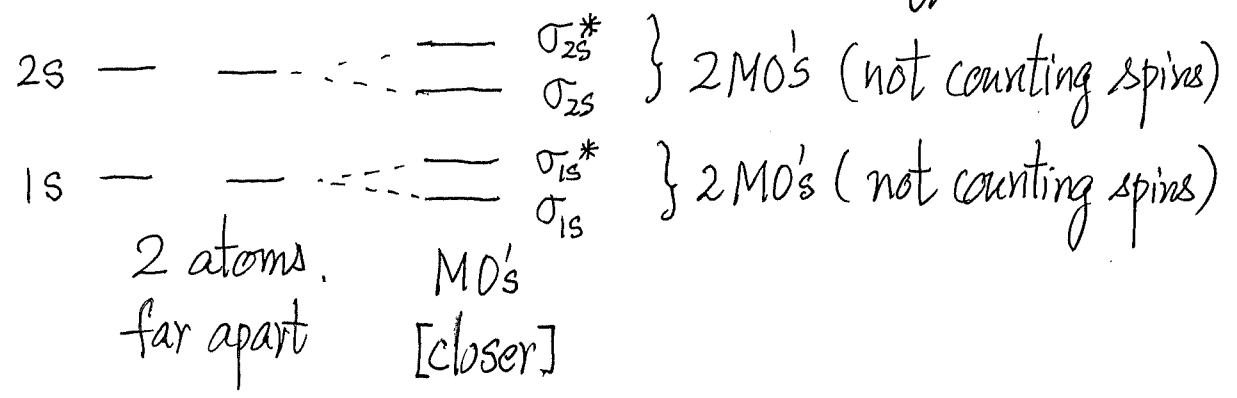 σ₂ₛ*
2s σ₂ₛ } 2MO's (not counting spins)
σ₁ₛ*
1s σ₁ₛ } 2MO's (not counting spins)
2 atoms. MO's
far apart [closer]